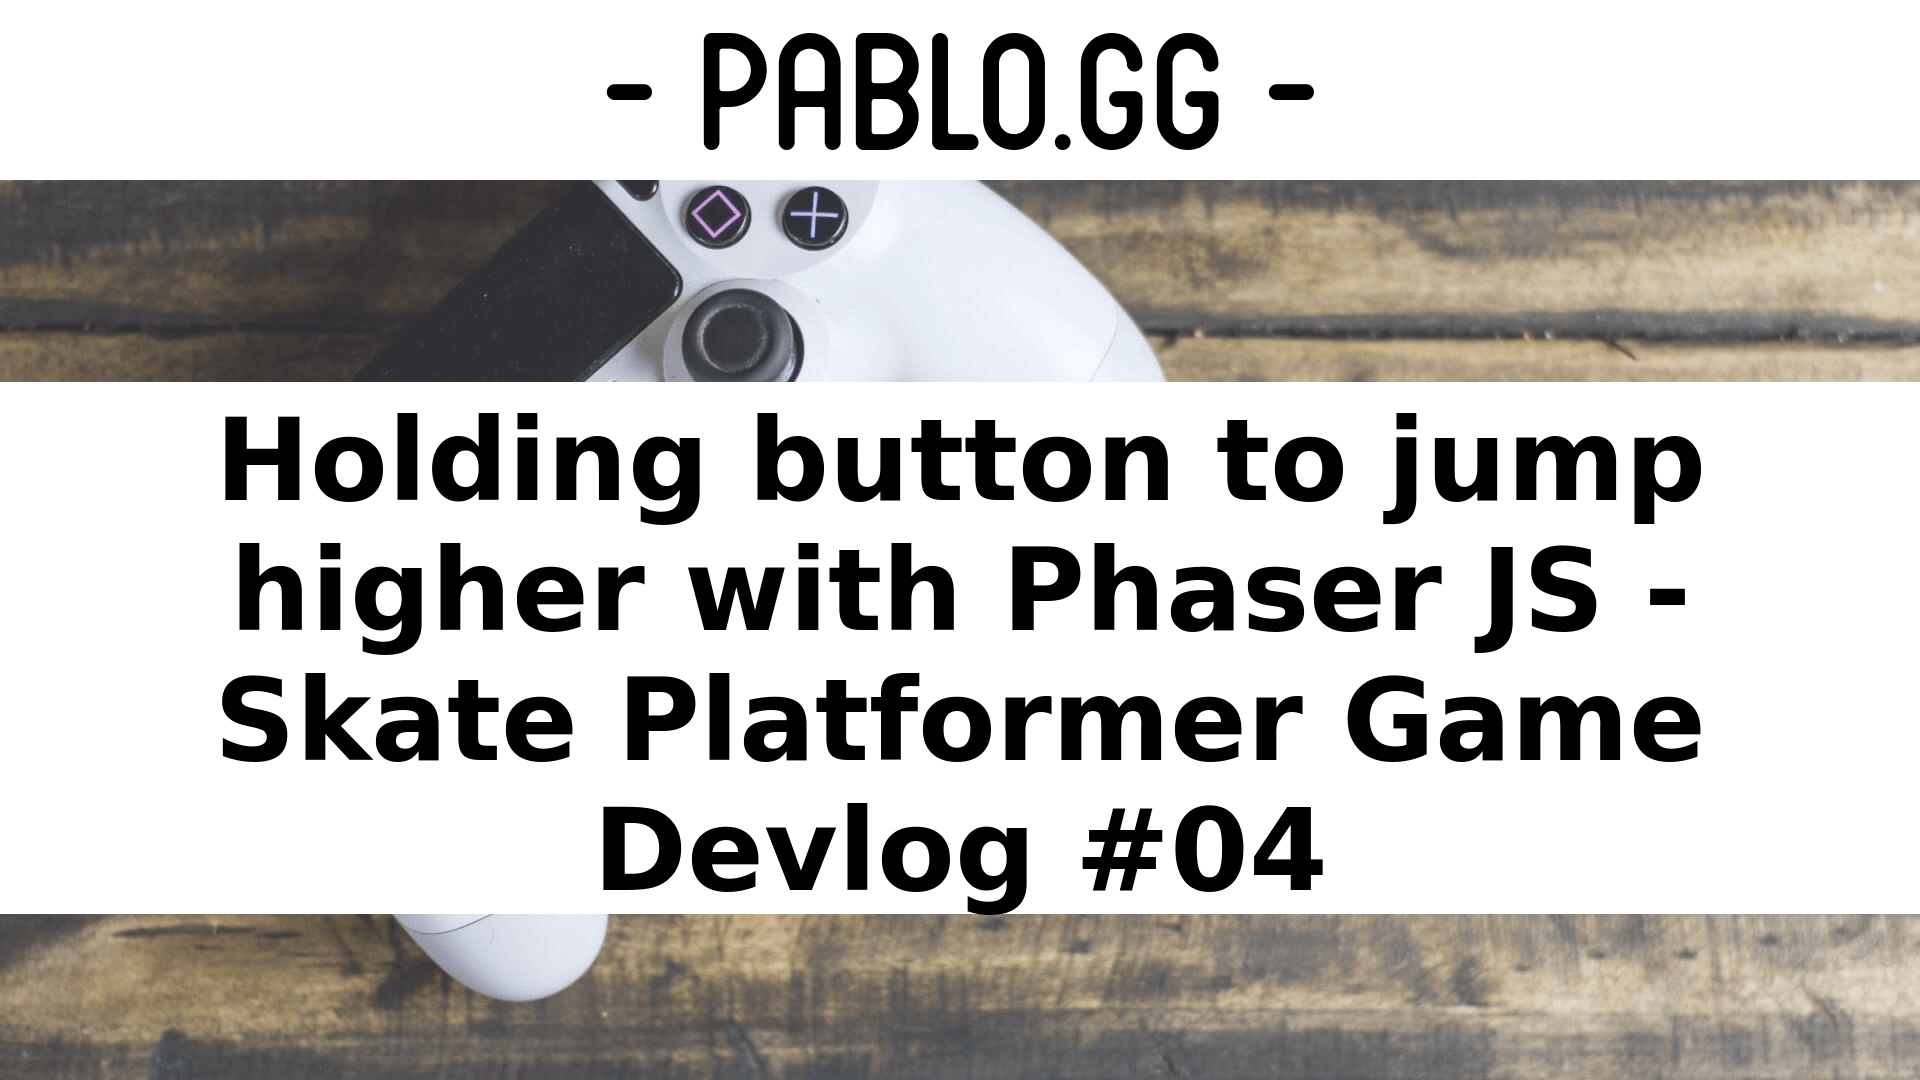 - PABLO.GG -
Holding button to jump
higher with Phaser JS -
Skate Platformer Game
Devlog #04